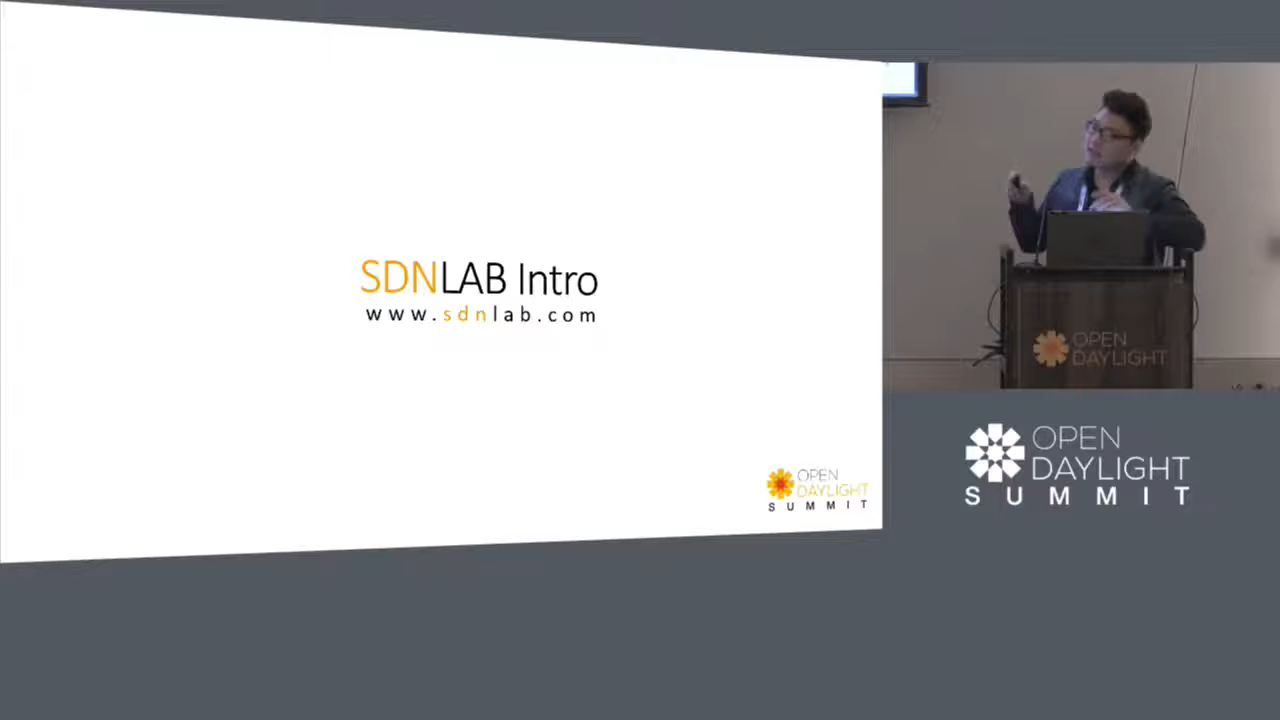 SDNLAB Intro
www.sdnlab.com
OPEN
DAYLIGHT
SUMMIT
OPEN
DAYLIGHT
OPEN
DAYLIGHT
SUMMIT